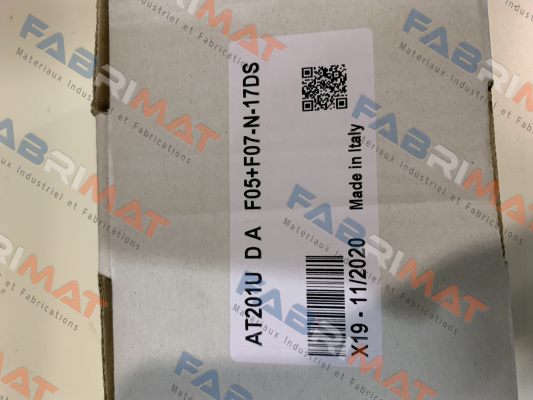 AT201U D A F05+F07-N-17DS
X19 - 11/2020 Made in Italy
FABRIMAT
Materiaux Industriel et Fabrications